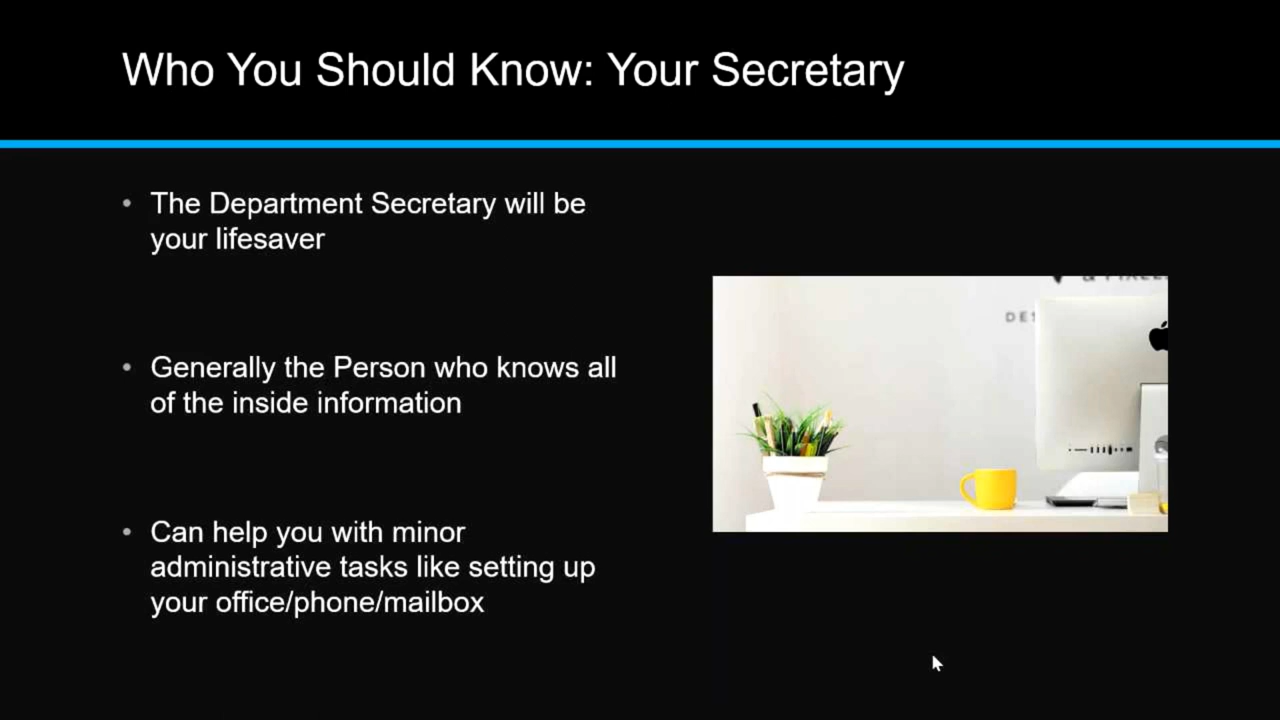 Who You Should Know: Your Secretary
• The Department Secretary will be
your lifesaver
• Generally the Person who knows all
of the inside information
• Can help you with minor
administrative tasks like setting up
your office/phone/mailbox